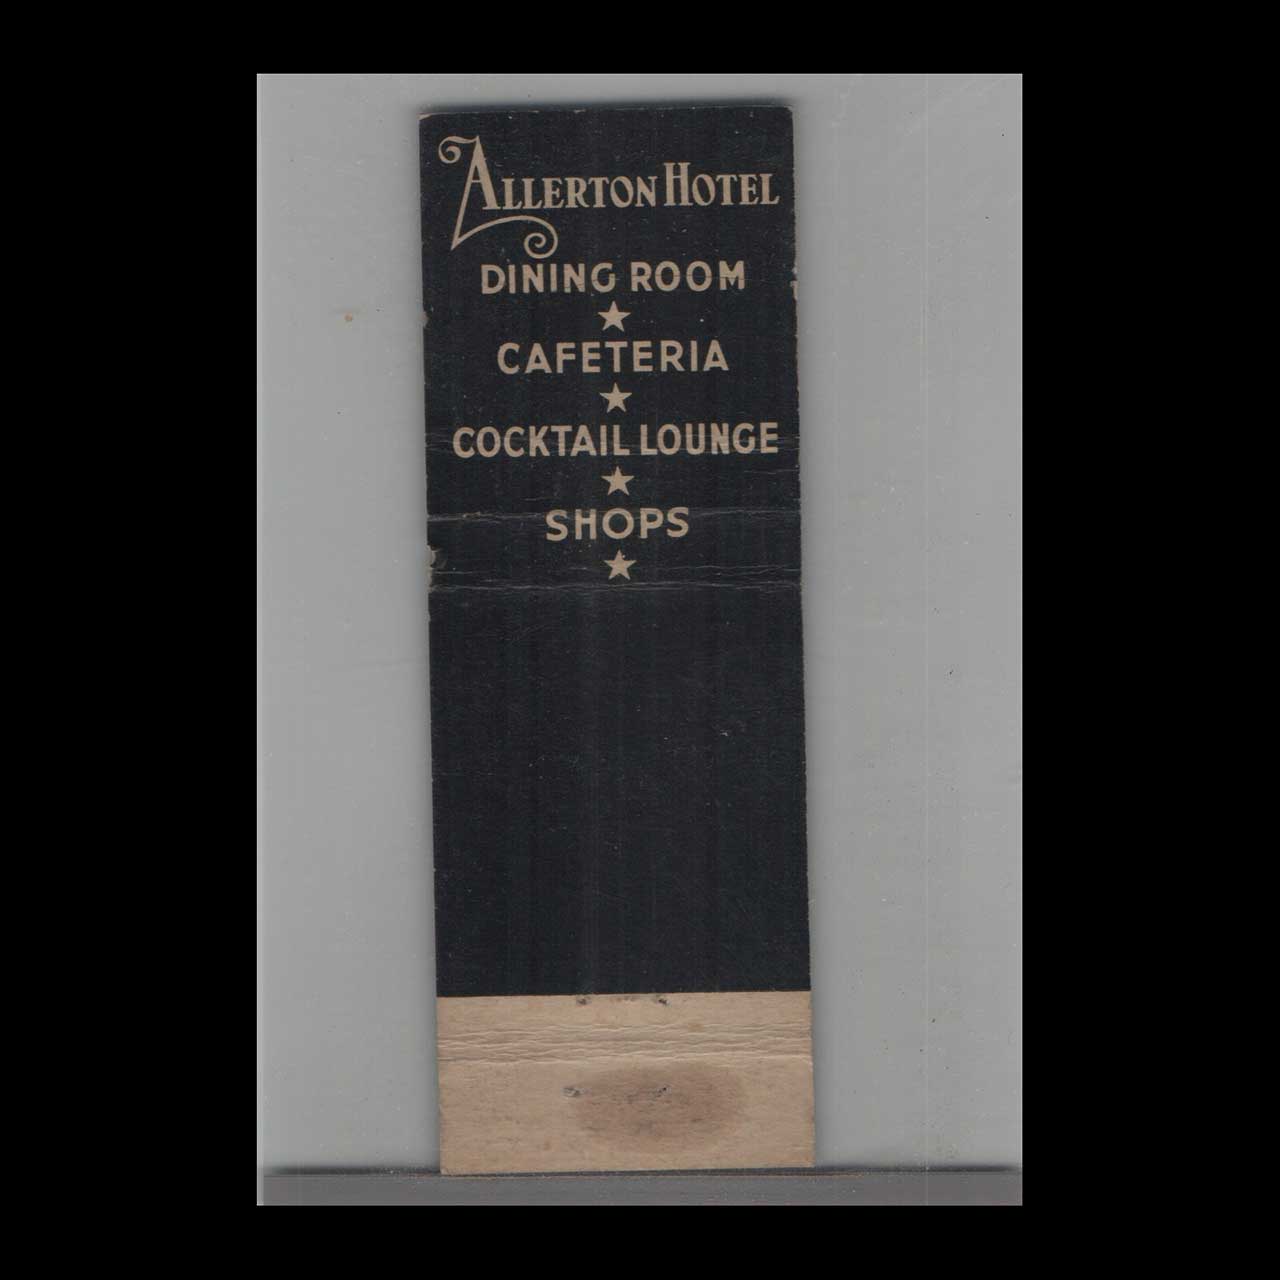 ALLERTON HOTEL
DINING ROOM
CAFETERIA
COCKTAIL LOUNGE
SHOPS